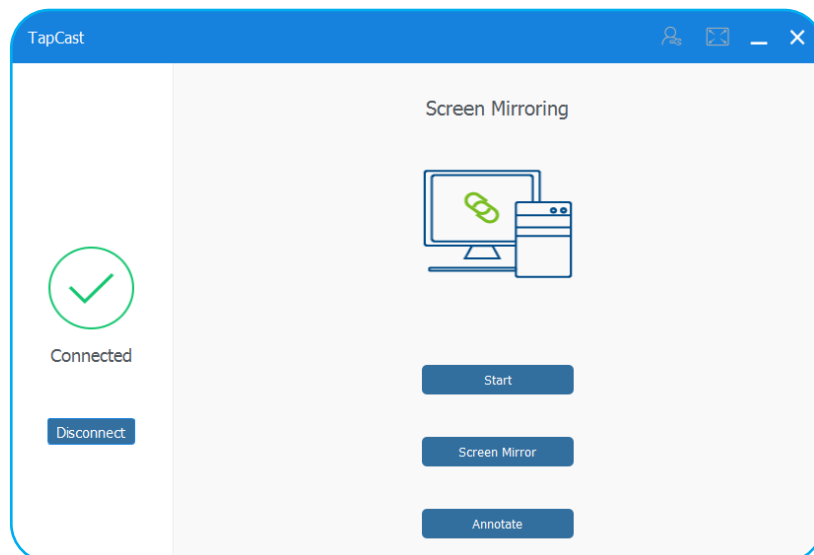 TapCast
Screen Mirroring
Connected
Disconnect
Start
Screen Mirror
Annotate